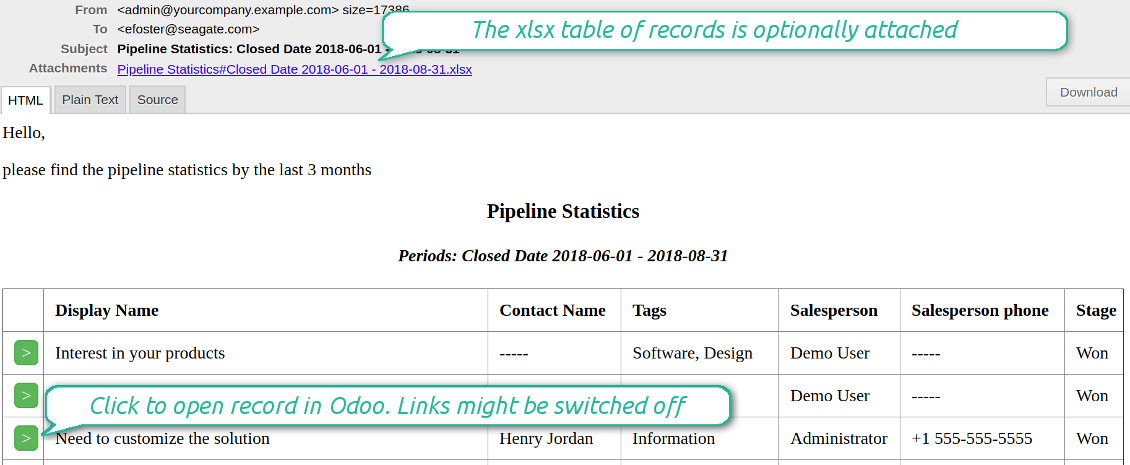 From <admin@yourcompany.example.com> size=17386
The xlsx table of records is optionally attached
To <efoster@seagate.com>
Subject Pipeline Statistics: Closed Date 2018-06-01 -
Attachments Pipeline Statistics#Closed Date 2018-06-01 - 2018-08-31.xlsx
HTML Plain Text Source Download
Hello,
please find the pipeline statistics by the last 3 months
Pipeline Statistics
Periods: Closed Date 2018-06-01 - 2018-08-31
Display Name Contact Name Tags Salesperson Salesperson phone Stage
> Interest in your products ----- Software, Design Demo User ----- Won
> Demo User ----- Won
Click to open record in Odoo. Links might be switched off
> Need to customize the solution Henry Jordan Information Administrator +1 555-555-5555 Won